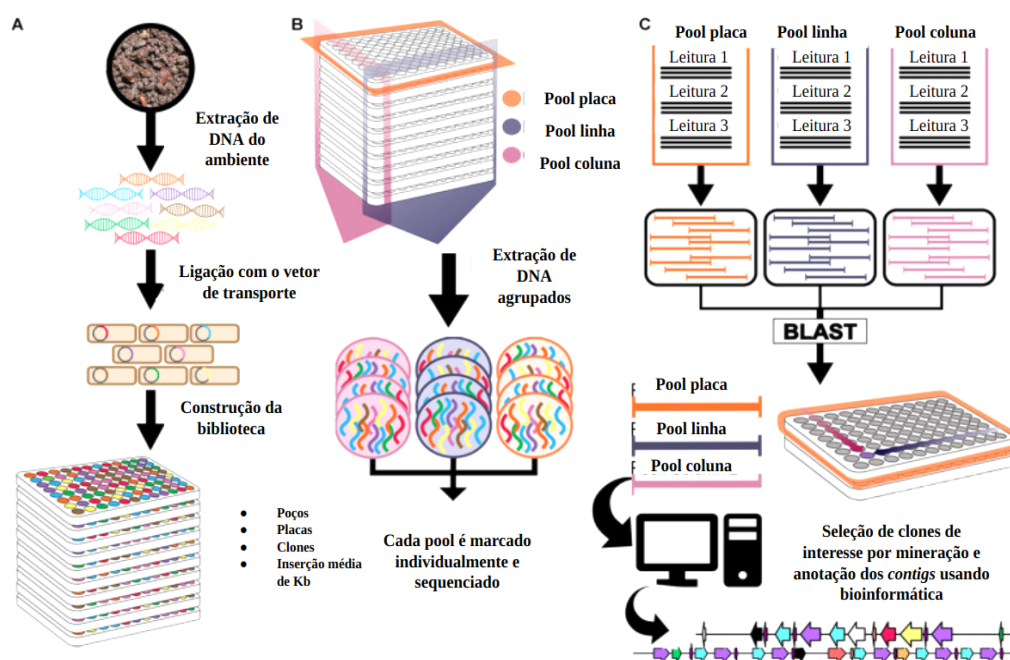 A
Extração de
DNA do
ambiente
Ligação com o vetor
de transporte
Construção da
biblioteca
● Poços
● Placas
● Clones
● Inserção média
de Kb
B
Pool placa
Pool linha
Pool coluna
Extração de
DNA
agrupados
Cada pool é marcado
individualmente e
sequenciado
C
Pool placa
Leitura 1
Leitura 2
Leitura 3
Pool linha
Leitura 1
Leitura 2
Leitura 3
Pool coluna
Leitura 1
Leitura 2
Leitura 3
BLAST
Pool placa
Pool linha
Pool coluna
Seleção de clones de
interesse por mineração e
anotação dos contigs usando
bioinformática